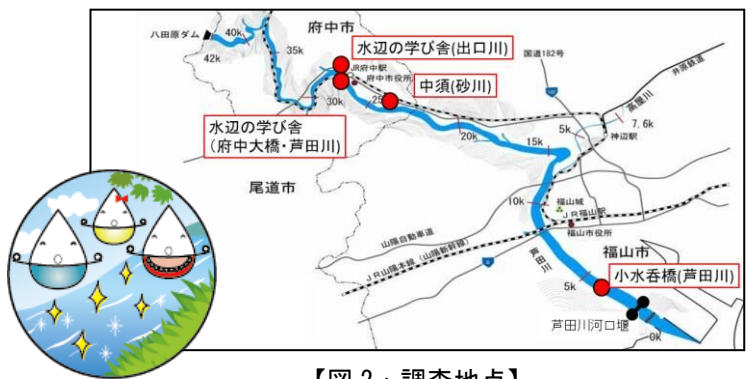 八田原ダム
42k
40k
35k
府中市
水辺の学び舎(出口川)
JR府中駅
府中市役所
中須(砂川)
30k
25
水辺の学び舎
(府中大橋・芦田川)
尾道市
20k
15k
国道182号
井原鉄道
高屋川
5k
7.6k
神辺駅
10k
福山城
JR福山駅
福山市役所
山陽自動車道
JR山陽本線(山陽新幹線)
芦田川
福山市
小水呑橋(芦田川)
5k
芦田川河口堰
0k
【図2:調査地点】